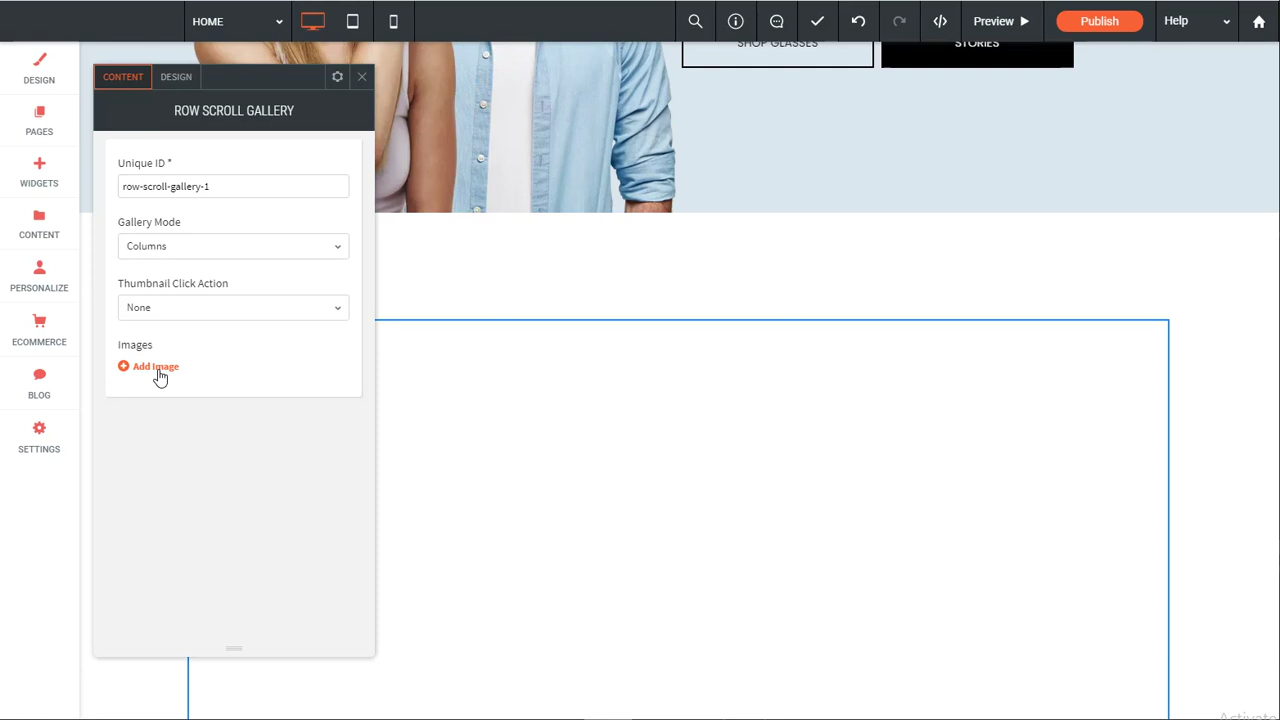 HOME
Preview
Publish
Help
SHOP GLASSES
STORIES
DESIGN
PAGES
WIDGETS
CONTENT
PERSONALIZE
ECOMMERCE
BLOG
SETTINGS
CONTENT
DESIGN
ROW SCROLL GALLERY
Unique ID *
row-scroll-gallery-1
Gallery Mode
Columns
Thumbnail Click Action
None
Images
Add Image